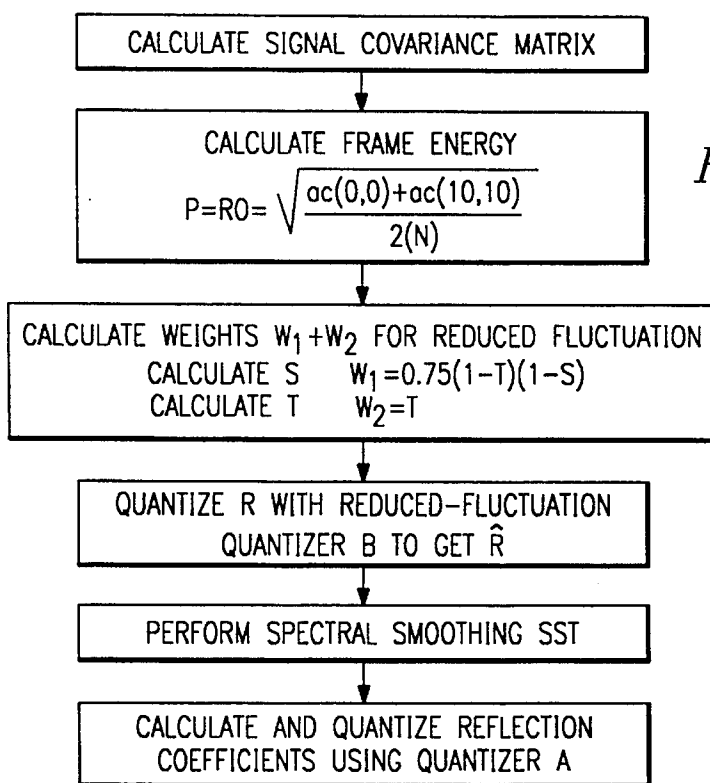 CALCULATE SIGNAL COVARIANCE MATRIX
CALCULATE FRAME ENERGY
P=RO= √((ac(0,0)+ac(10,10))/(2(N)))
CALCULATE WEIGHTS W₁+W₂ FOR REDUCED FLUCTUATION
CALCULATE S W₁=0.75(1-T)(1-S)
CALCULATE T W₂=T
QUANTIZE R WITH REDUCED-FLUCTUATION
QUANTIZER B TO GET R̂
PERFORM SPECTRAL SMOOTHING SST
CALCULATE AND QUANTIZE REFLECTION
COEFFICIENTS USING QUANTIZER A